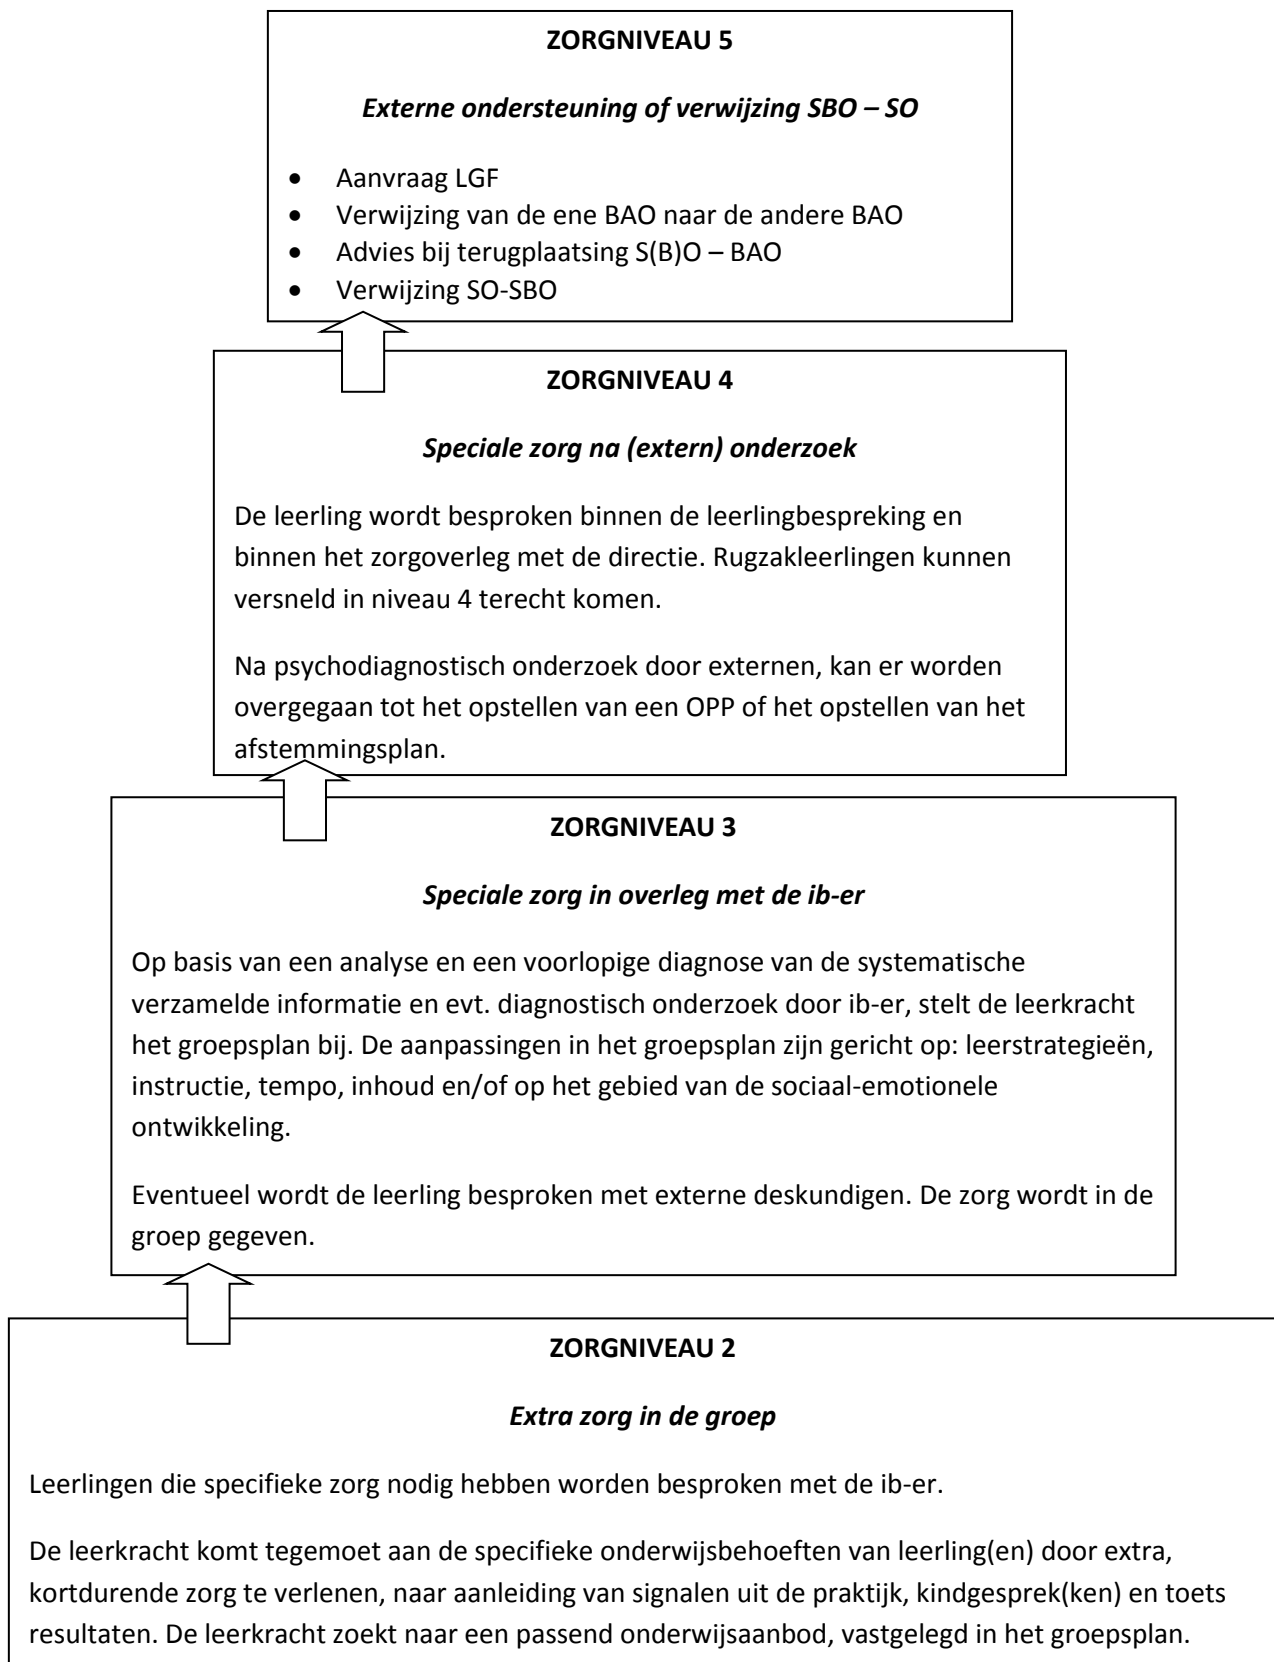 ZORGNIVEAU 5
Externe ondersteuning of verwijzing SBO – SO
• Aanvraag LGF
• Verwijzing van de ene BAO naar de andere BAO
• Advies bij terugplaatsing S(B)O – BAO
• Verwijzing SO-SBO
ZORGNIVEAU 4
Speciale zorg na (extern) onderzoek
De leerling wordt besproken binnen de leerlingbespreking en
binnen het zorgoverleg met de directie. Rugzakleerlingen kunnen
versneld in niveau 4 terecht komen.
Na psychodiagnostisch onderzoek door externen, kan er worden
overgegaan tot het opstellen van een OPP of het opstellen van het
afstemmingsplan.
ZORGNIVEAU 3
Speciale zorg in overleg met de ib-er
Op basis van een analyse en een voorlopige diagnose van de systematische
verzamelde informatie en evt. diagnostisch onderzoek door ib-er, stelt de leerkracht
het groepsplan bij. De aanpassingen in het groepsplan zijn gericht op: leerstrategieën,
instructie, tempo, inhoud en/of op het gebied van de sociaal-emotionele
ontwikkeling.
Eventueel wordt de leerling besproken met externe deskundigen. De zorg wordt in de
groep gegeven.
ZORGNIVEAU 2
Extra zorg in de groep
Leerlingen die specifieke zorg nodig hebben worden besproken met de ib-er.
De leerkracht komt tegemoet aan de specifieke onderwijsbehoeften van leerling(en) door extra,
kortdurende zorg te verlenen, naar aanleiding van signalen uit de praktijk, kindgesprek(ken) en toets
resultaten. De leerkracht zoekt naar een passend onderwijsaanbod, vastgelegd in het groepsplan.